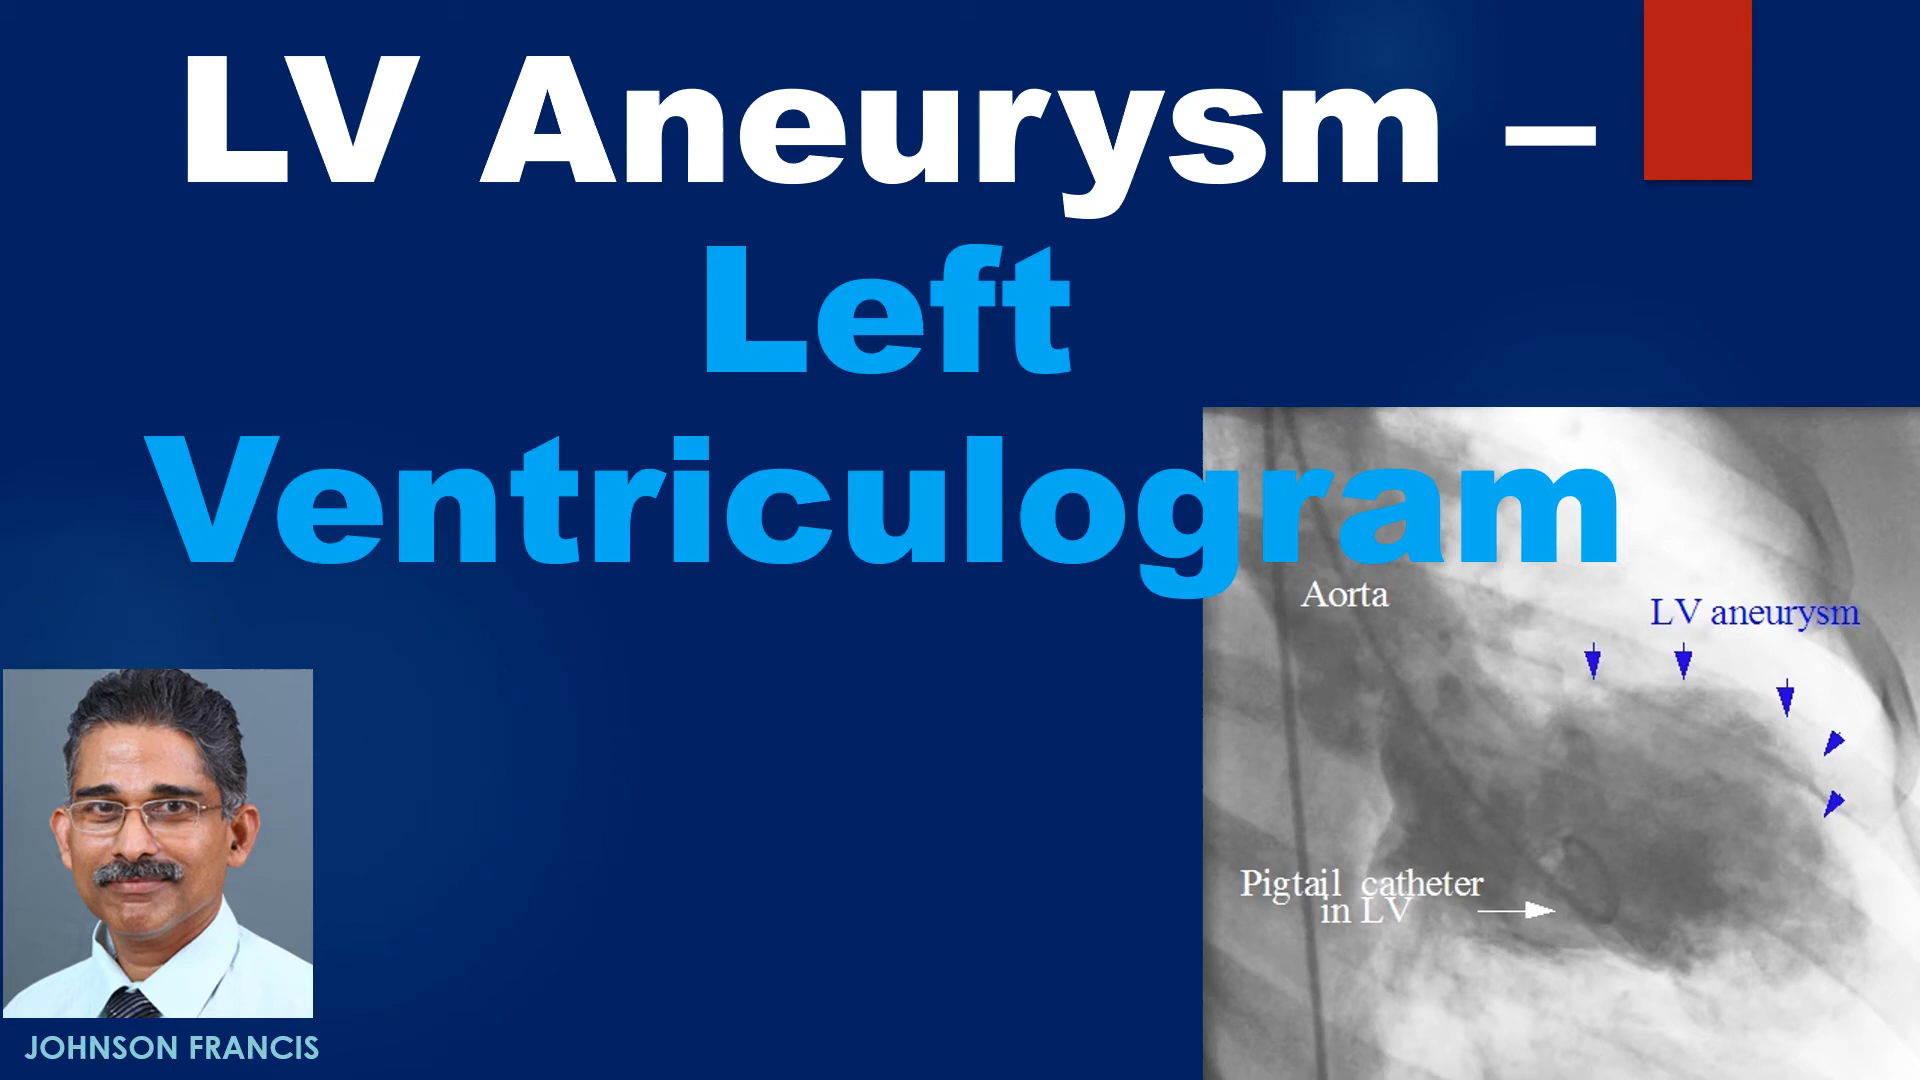 LV Aneurysm –
Left
Ventriculogram
Aorta
LV aneurysm
Pigtail catheter
in LV
JOHNSON FRANCIS